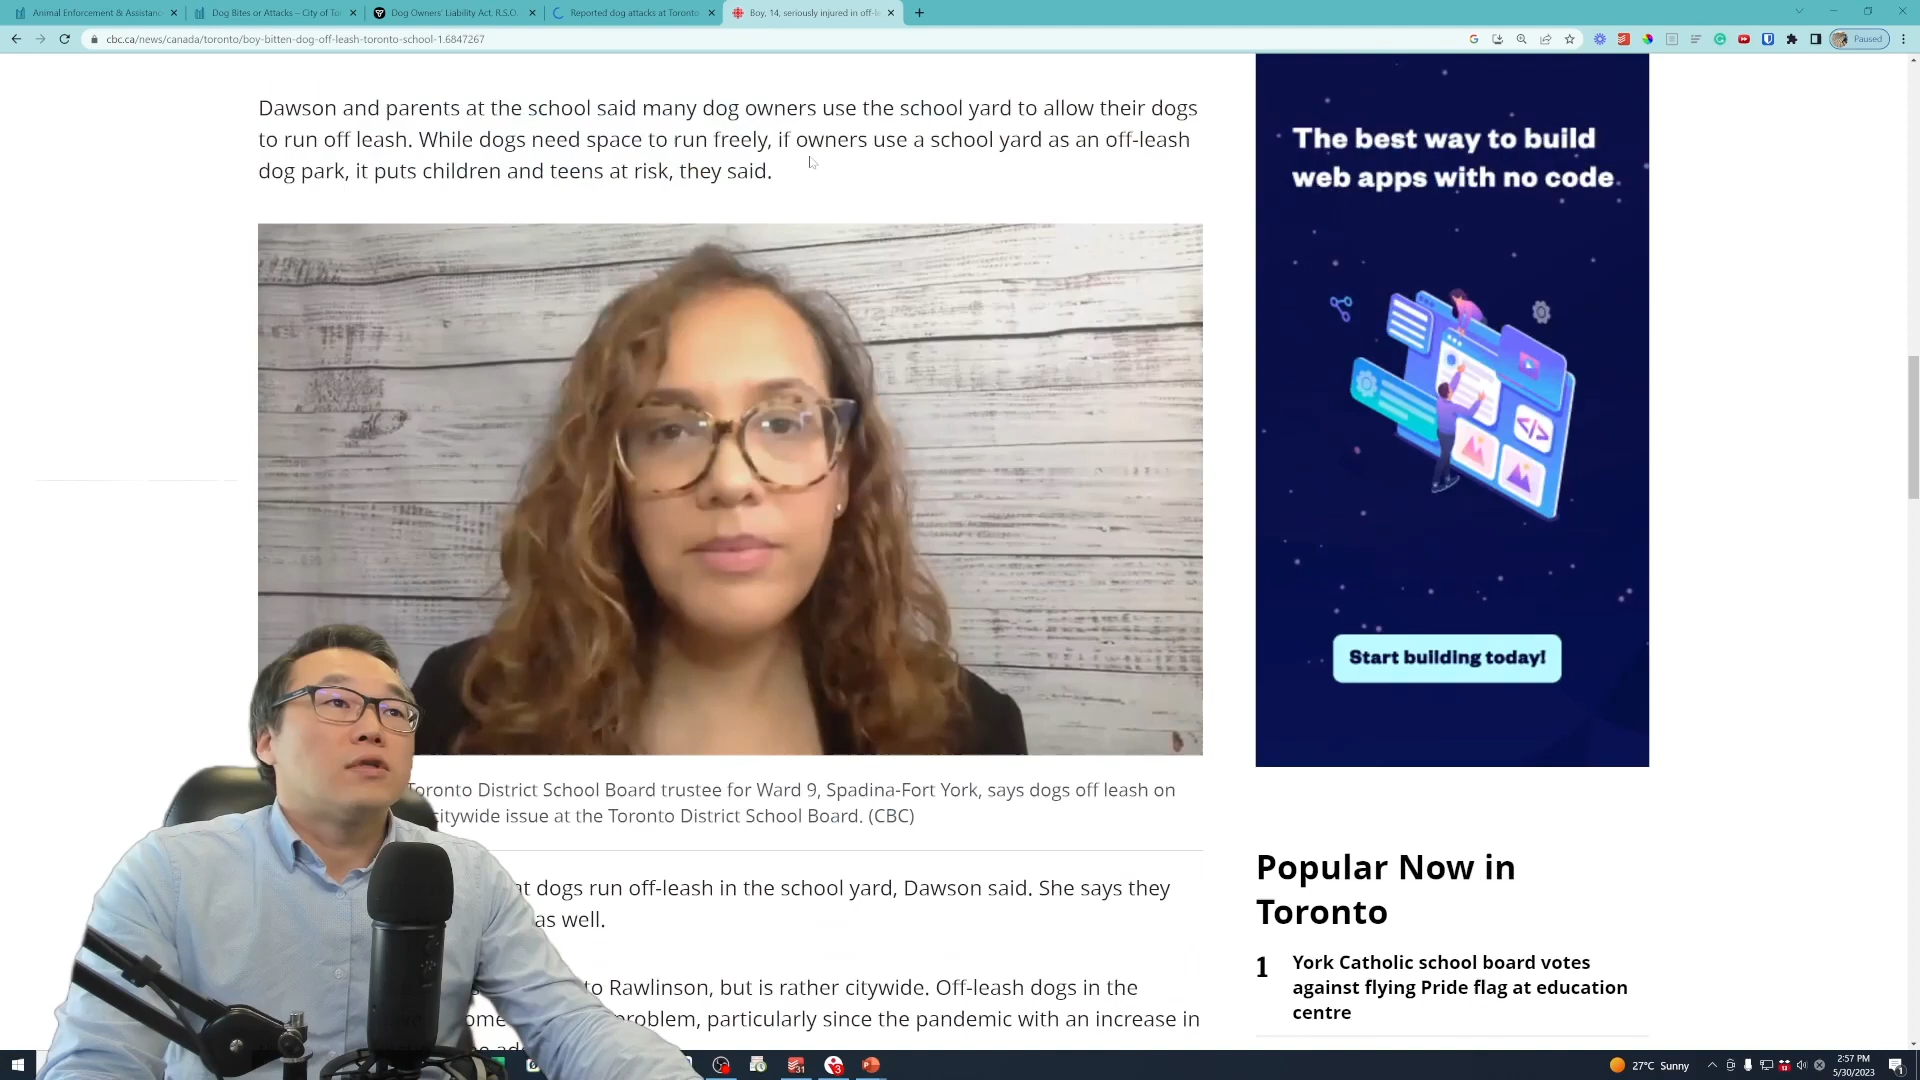 Animal Enforcement & Assistanc
Dog Bites or Attacks – City of Tor
Dog Owners' Liability Act, R.S.O.
Reported dog attacks at Toronto
Boy, 14, seriously injured in off-le
cbc.ca/news/canada/toronto/boy-bitten-dog-off-leash-toronto-school-1.6847267
Paused
Dawson and parents at the school said many dog owners use the school yard to allow their dogs
to run off leash. While dogs need space to run freely, if owners use a school yard as an off-leash
dog park, it puts children and teens at risk, they said.
The best way to build
web apps with no code
Start building today!
Toronto District School Board trustee for Ward 9, Spadina-Fort York, says dogs off leash on
citywide issue at the Toronto District School Board. (CBC)
at dogs run off-leash in the school yard, Dawson said. She says they
as well.
to Rawlinson, but is rather citywide. Off-leash dogs in the
problem, particularly since the pandemic with an increase in
Popular Now in
Toronto
1
York Catholic school board votes
against flying Pride flag at education
centre
27°C Sunny
2:57 PM
5/30/2023